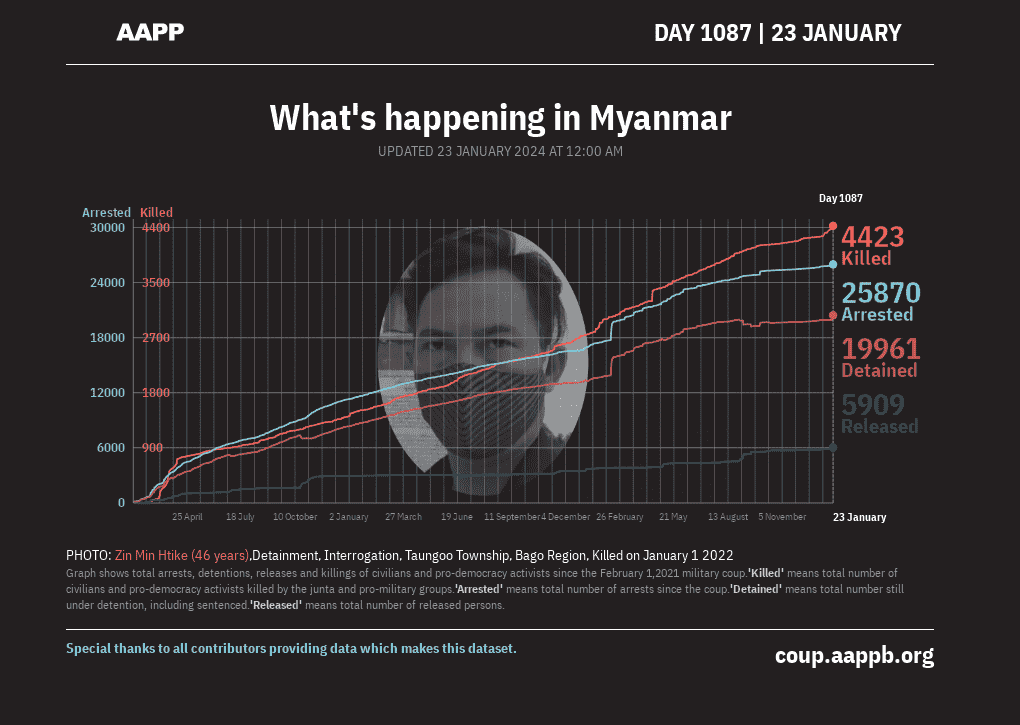 AAPP
DAY 1087 | 23 JANUARY
What's happening in Myanmar
UPDATED 23 JANUARY 2024 AT 12:00 AM
Day 1087
Arrested Killed
30000 4400
24000 3500
18000 2700
12000 1800
6000 900
0
4423
Killed
25870
Arrested
19961
Detained
5909
Released
25 April 18 July 10 October 2 January 27 March 19 June 11 September 4 December 26 February 21 May 13 August 5 November 23 January
PHOTO: Zin Min Htike (46 years),Detainment, Interrogation, Taungoo Township, Bago Region, Killed on January 1 2022
Graph shows total arrests, detentions, releases and killings of civilians and pro-democracy activists since the February 1,2021 military coup.'Killed' means total number of
civilians and pro-democracy activists killed by the junta and pro-military groups.'Arrested' means total number of arrests since the coup.'Detained' means total number still
under detention, including sentenced.'Released' means total number of released persons.
Special thanks to all contributors providing data which makes this dataset.
coup.aappb.org